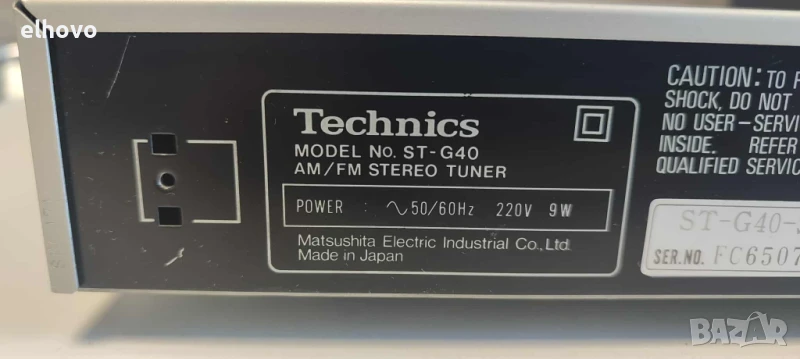 elhovo
Technics
MODEL No. ST-G40
AM/FM STEREO TUNER
POWER : ∿50/60Hz 220V 9W
Matsushita Electric Industrial Co., Ltd.
Made in Japan
CAUTION: TO
SHOCK, DO NOT
NO USER-
INSIDE. REFER
QUALIFIED
ST-G40-
SER.NO. FC6507
BAZAR